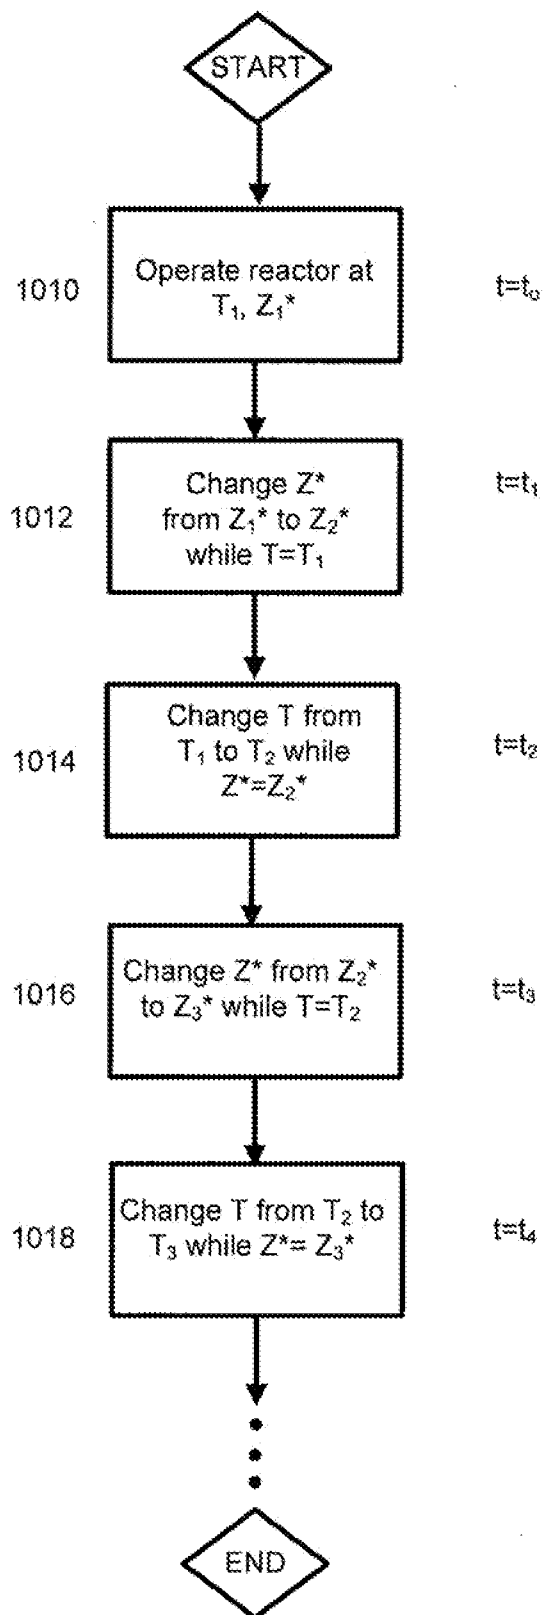 START
1010
Operate reactor at
T₁, Z₁*
t=t₀
1012
Change Z*
from Z₁* to Z₂*
while T=T₁
t=t₁
1014
Change T from
T₁ to T₂ while
Z*=Z₂*
t=t₂
1016
Change Z* from Z₂*
to Z₃* while T=T₂
t=t₃
1018
Change T from T₂ to
T₃ while Z*= Z₃*
t=t₄
END